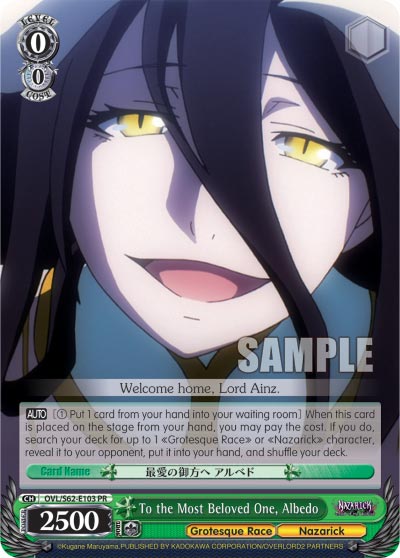 LEVEL
0
0
COST
SAMPLE
Welcome home, Lord Ainz.
AUTO [① Put 1 card from your hand into your waiting room] When this card
is placed on the stage from your hand, you may pay the cost. If you do,
search your deck for up to 1 «Grotesque Race» or «Nazarick» character,
reveal it to your opponent, put it into your hand, and shuffle your deck.
Card Name 最愛の御方へ アルベド
CH OVL/S62-E103 PR
To the Most Beloved One, Albedo
NAZARICK
POWER 2500
Grotesque Race Nazarick
©Kugane Maruyama,PUBLISHED BY KADOKAWA CORPORATION/OVERLORD2 PARTNERS